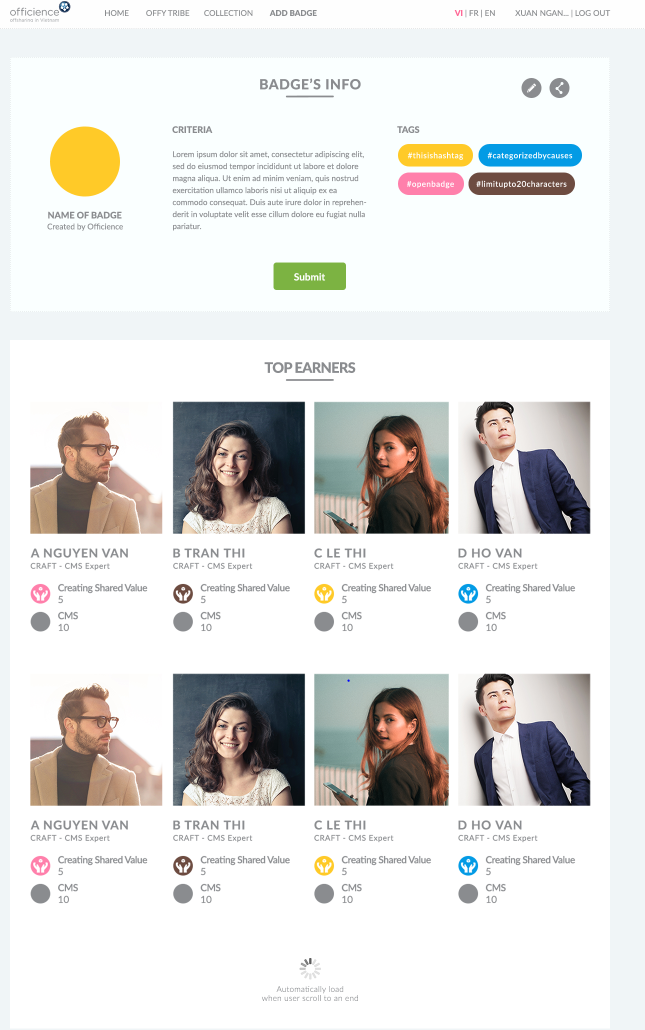 officience
offshoring in Vietnam
HOME OFFY TRIBE COLLECTION ADD BADGE VI | FR | EN XUAN NGAN... | LOG OUT
BADGE'S INFO
CRITERIA
TAGS
Lorem ipsum dolor sit amet, consectetur adipiscing elit,
sed do eiusmod tempor incididunt ut labore et dolore
magna aliqua. Ut enim ad minim veniam, quis nostrud
exercitation ullamco laboris nisi ut aliquip ex ea
commodo consequat. Duis aute irure dolor in reprehen-
derit in voluptate velit esse cillum dolore eu fugiat nulla
pariatur.
#thisishashtag #categorizedbycauses
#openbadge #limitupto20characters
NAME OF BADGE
Created by Officience
Submit
TOP EARNERS
A NGUYEN VAN B TRAN THI C LE THI D HO VAN
CRAFT - CMS Expert CRAFT - CMS Expert CRAFT - CMS Expert CRAFT - CMS Expert
Creating Shared Value Creating Shared Value Creating Shared Value Creating Shared Value
5 5 5 5
CMS CMS CMS CMS
10 10 10 10
A NGUYEN VAN B TRAN THI C LE THI D HO VAN
CRAFT - CMS Expert CRAFT - CMS Expert CRAFT - CMS Expert CRAFT - CMS Expert
Creating Shared Value Creating Shared Value Creating Shared Value Creating Shared Value
5 5 5 5
CMS CMS CMS CMS
10 10 10 10
Automatically load
when user scroll to an end